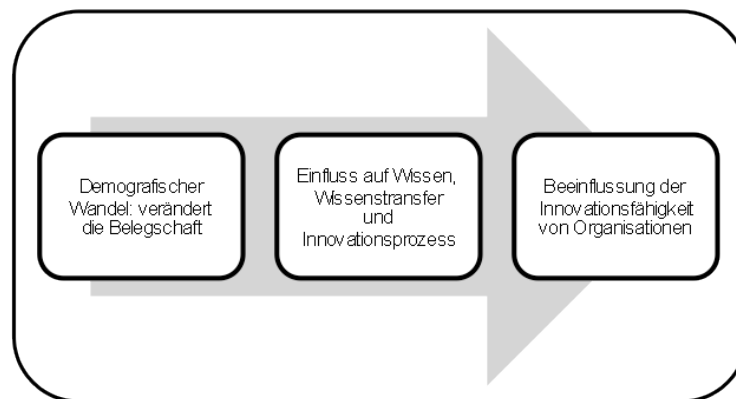 Demografischer
Wandel: verändert
die Belegschaft
Einfluss auf Wissen,
Wissenstransfer
und
Innovationsprozess
Beeinflussung der
Innovationsfähigkeit
von Organisationen